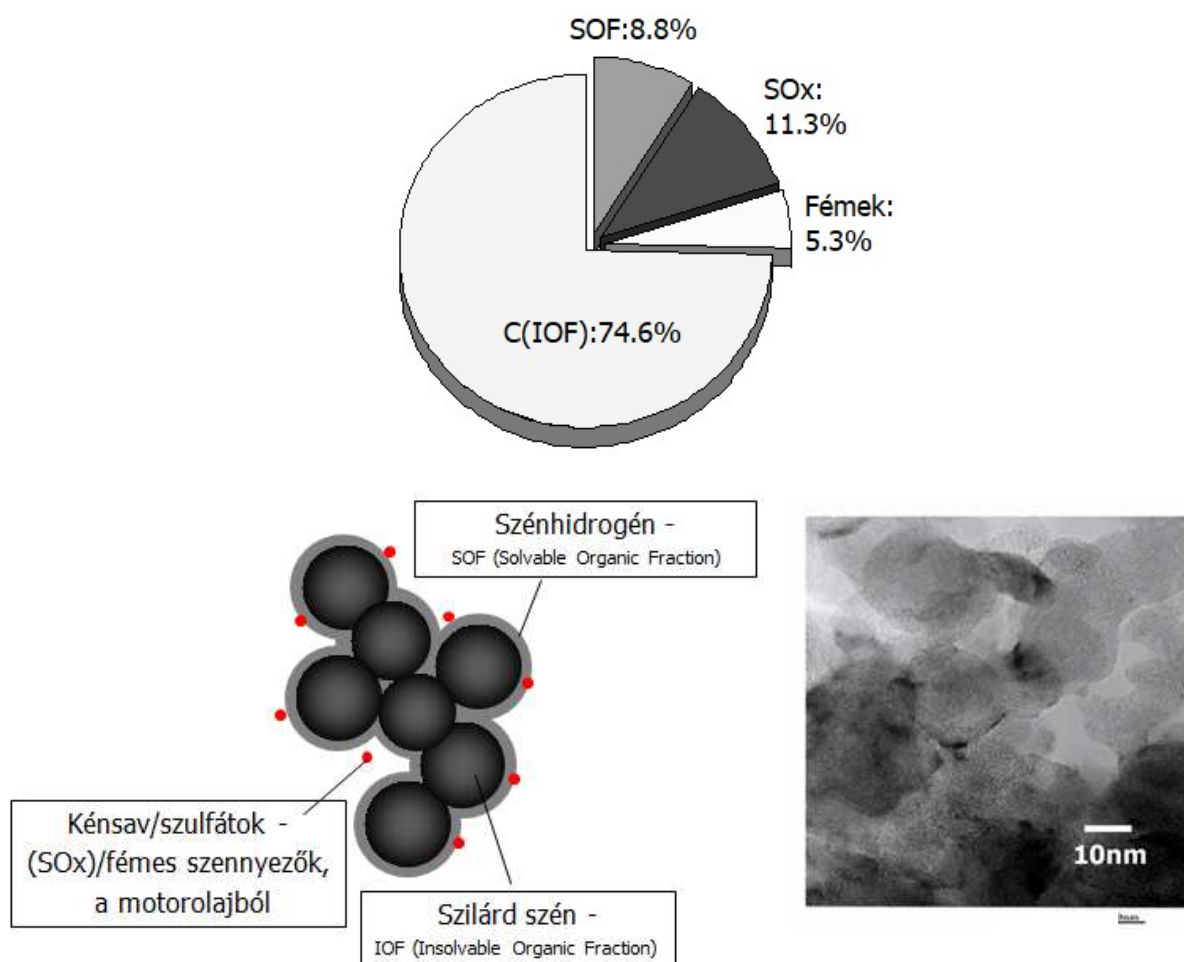 SOF:8.8%
SOx:
11.3%
Fémek:
5.3%
C(IOF):74.6%
Szénhidrogén -
SOF (Solvable Organic Fraction)
Kénsav/szulfátok -
(SOx)/fémes szennyezők,
a motorolajból
Szilárd szén -
IOF (Insolvable Organic Fraction)
10nm